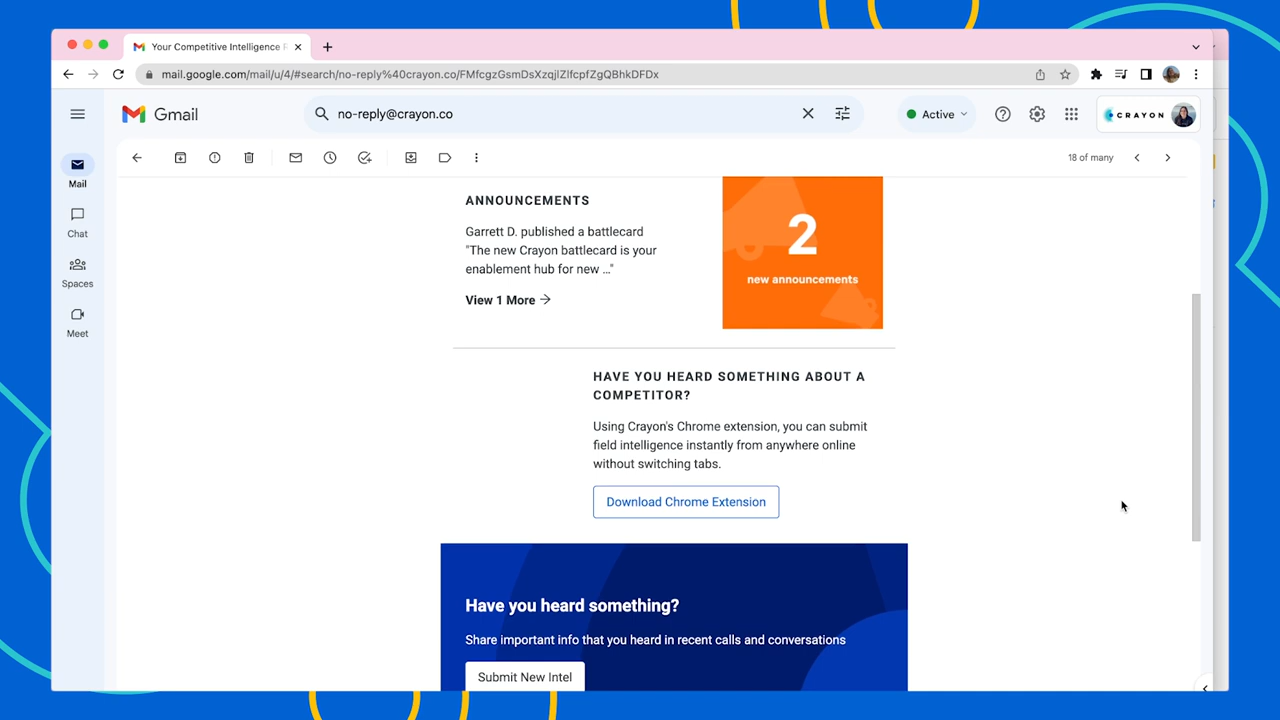 Your Competitive Intelligence R
mail.google.com/mail/u/4/#search/no-reply%40crayon.co/FMfcgzGsmDsXzqjlZlfcpfZgQBhkDFDx
Gmail
no-reply@crayon.co
Active
CRAYON
18 of many
Mail
Chat
Spaces
Meet
ANNOUNCEMENTS
Garrett D. published a battlecard
"The new Crayon battlecard is your
enablement hub for new ..."
View 1 More
2
new announcements
HAVE YOU HEARD SOMETHING ABOUT A
COMPETITOR?
Using Crayon's Chrome extension, you can submit
field intelligence instantly from anywhere online
without switching tabs.
Download Chrome Extension
Have you heard something?
Share important info that you heard in recent calls and conversations
Submit New Intel